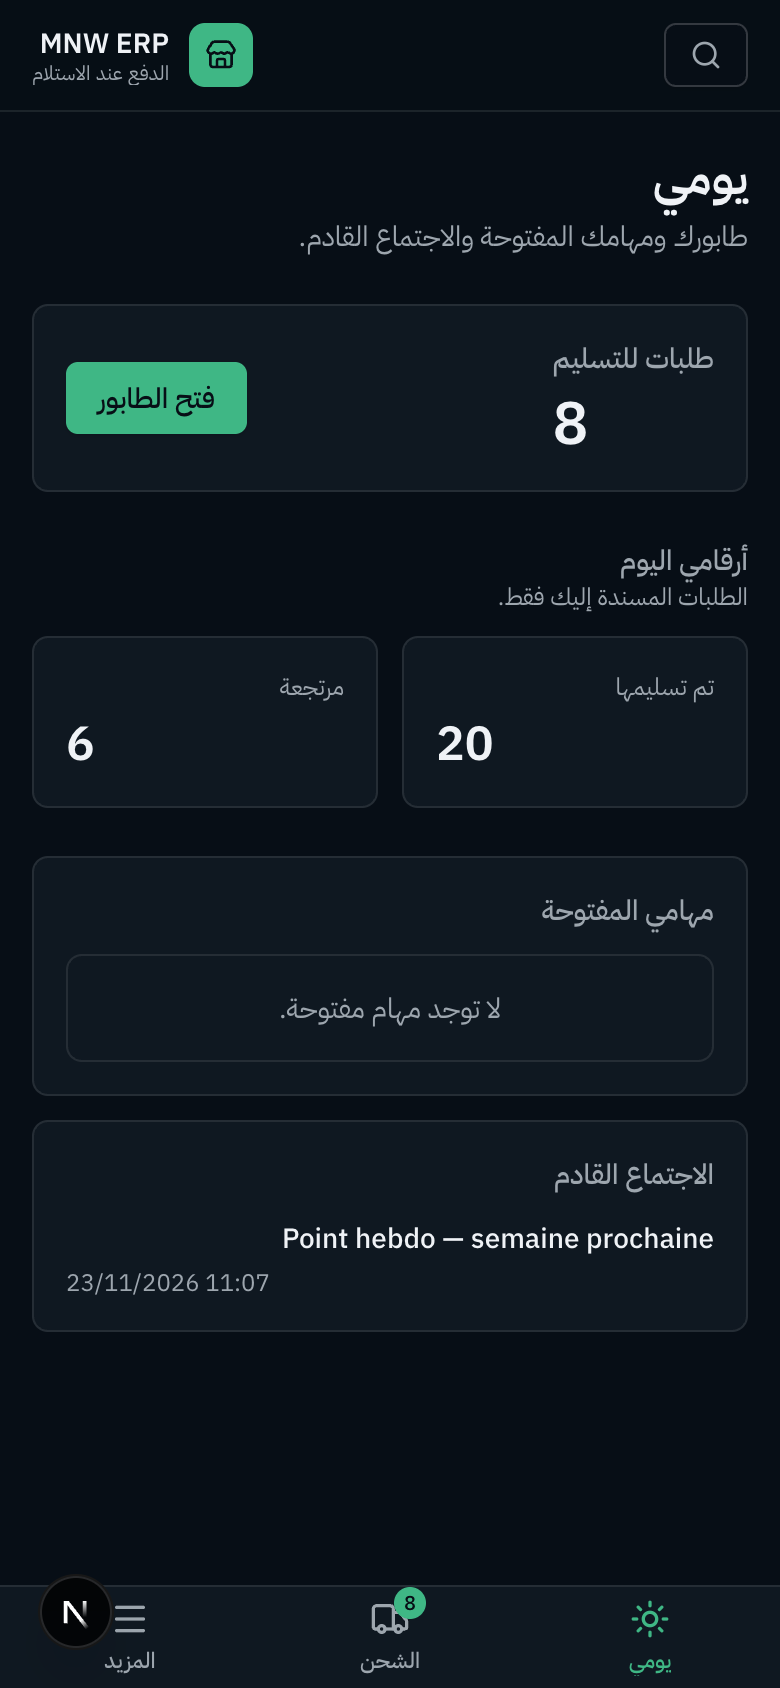 MNW ERP
الدفع عند الاستلام
يومي
طابورك ومهامك المفتوحة والاجتماع القادم.
طلبات للتسليم
8
فتح الطابور
أرقامي اليوم
الطلبات المسندة إليك فقط.
تم تسليمها
20
مرتجعة
6
مهامي المفتوحة
لا توجد مهام مفتوحة.
الاجتماع القادم
Point hebdo — semaine prochaine
23/11/2026 11:07
يومي
8
الشحن
المزيد
N